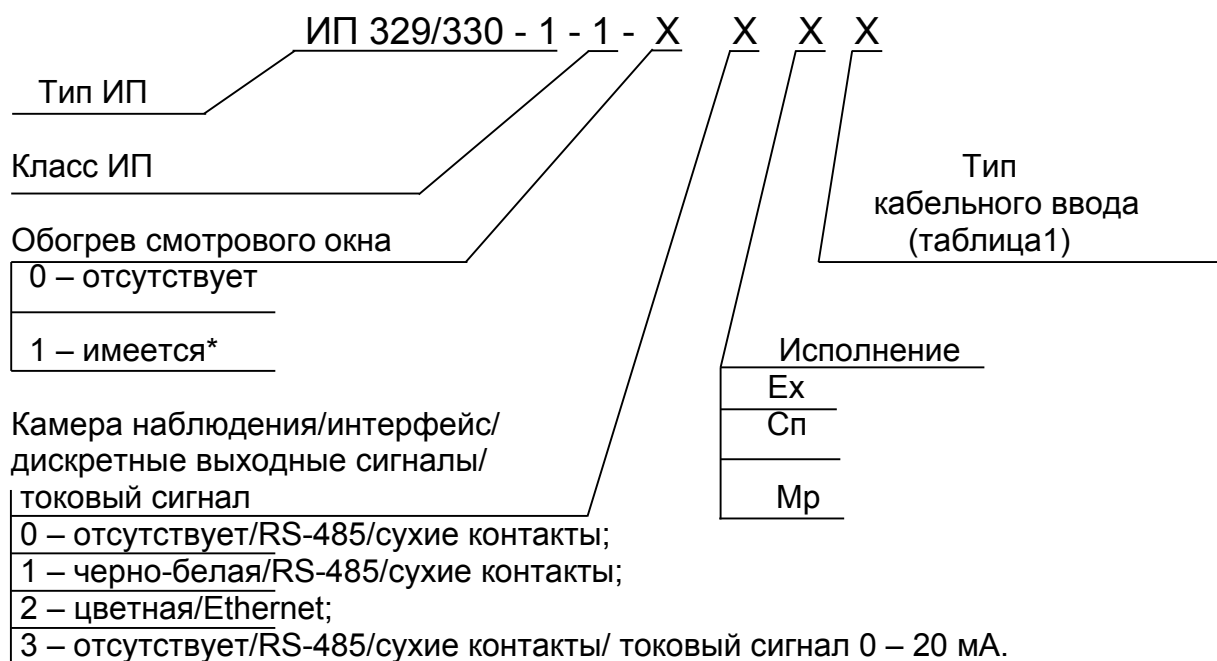 ИП 329/330 - 1 - 1 - Х Х Х Х
Тип ИП
Класс ИП
Обогрев смотрового окна
0 – отсутствует
1 – имеется*
Камера наблюдения/интерфейс/
дискретные выходные сигналы/
токовый сигнал
0 – отсутствует/RS-485/сухие контакты;
1 – черно-белая/RS-485/сухие контакты;
2 – цветная/Ethernet;
3 – отсутствует/RS-485/сухие контакты/ токовый сигнал 0 – 20 мА.
Тип
кабельного ввода
(таблица1)
Исполнение
Ех
Сп
Мр